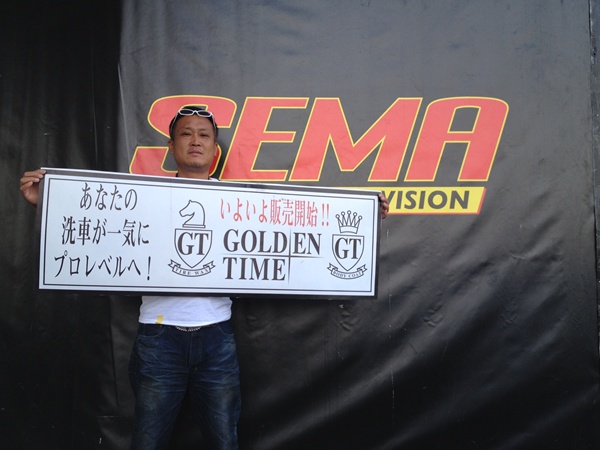 SEMA
VISION
あなたの
洗車が一気に
プロレベルへ!
GT
いよいよ販売開始!!
GOLDEN
TIME
GT